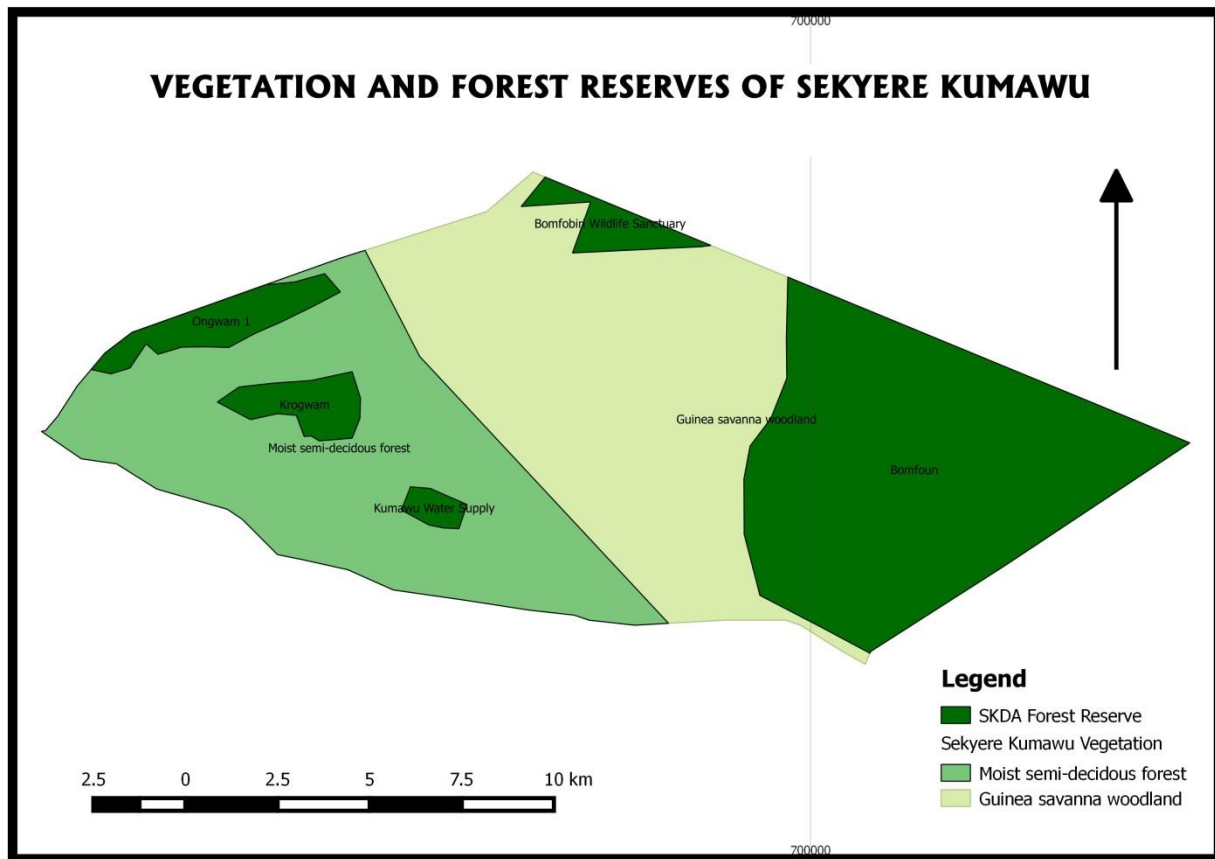 700000
VEGETATION AND FOREST RESERVES OF SEKYERE KUMAWU
Bomfobin Wildlife Sanctuary
Ongwam 1
Krogwam
Guinea savanna woodland
Moist semi-decidous forest
Bomfoun
Kumawu Water Supply
Legend
SKDA Forest Reserve
Sekyere Kumawu Vegetation
Moist semi-decidous forest
Guinea savanna woodland
2.5 0 2.5 5 7.5 10 km
700000